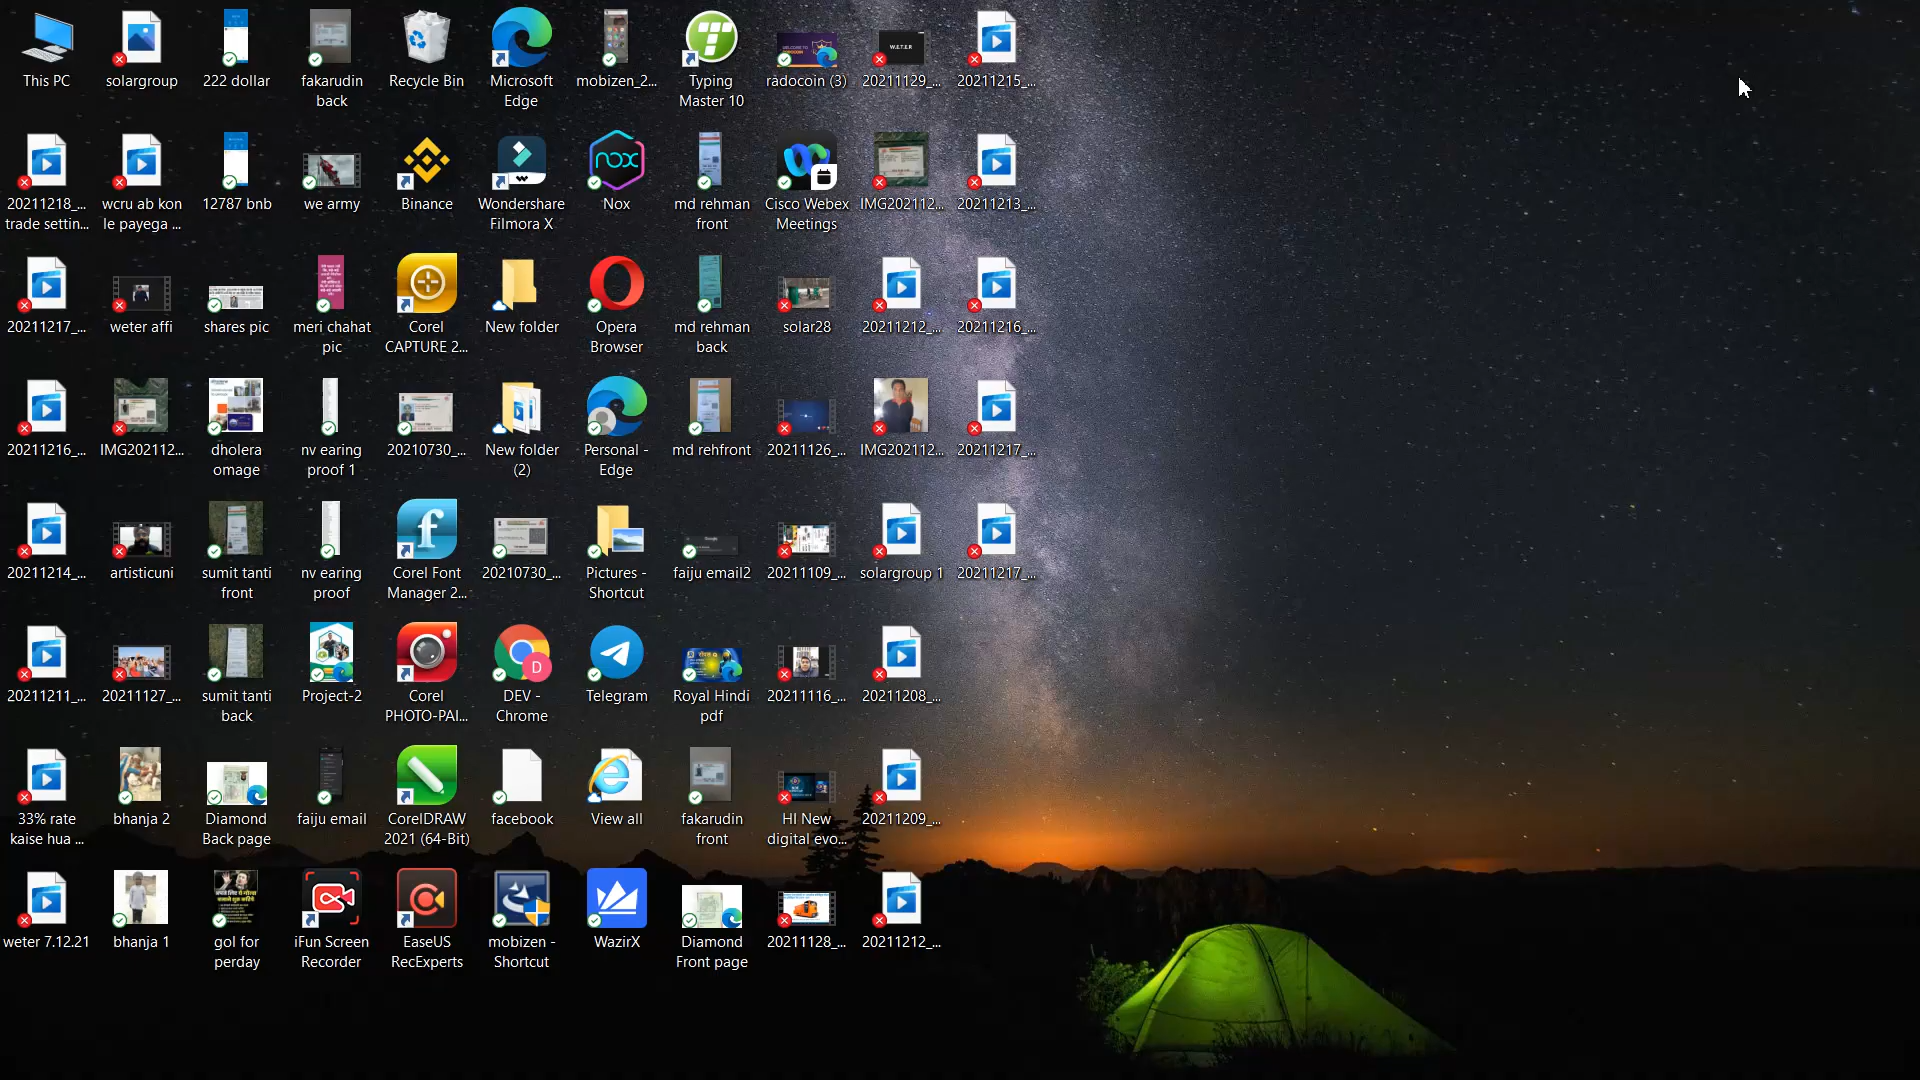 This PC
solargroup
222 dollar
fakarudin
back
Recycle Bin
Microsoft
Edge
mobizen_2...
Typing
Master 10
radocoin (3)
20211129_...
20211215_...
20211218_...
trade settin...
wcru ab kon
le payega ...
12787 bnb
we army
Binance
Wondershare
Filmora X
Nox
md rehman
front
Cisco Webex
Meetings
IMG202112...
20211213_...
20211217_...
weter affi
shares pic
meri chahat
pic
Corel
CAPTURE 2...
New folder
Opera
Browser
md rehman
back
solar28
20211212_...
20211216_...
20211216_...
IMG202112...
dholera
omage
nv earing
proof 1
20210730_...
New folder
(2)
Personal -
Edge
md rehfront
20211126_...
IMG202112...
20211217_...
20211214_...
artisticuni
sumit tanti
front
nv earing
proof
Corel Font
Manager 2...
20210730_...
Pictures -
Shortcut
faiju email2
20211109_...
solargroup 1
20211217_...
20211211_...
20211127_...
sumit tanti
back
Project-2
Corel
PHOTO-PAI...
DEV -
Chrome
Telegram
Royal Hindi
pdf
20211116_...
20211208_...
33% rate
kaise hua ...
bhanja 2
Diamond
Back page
faiju email
CorelDRAW
2021 (64-Bit)
facebook
View all
fakarudin
front
HI New
digital evo...
20211209_...
weter 7.12.21
bhanja 1
gol for
perday
iFun Screen
Recorder
EaseUS
RecExperts
mobizen -
Shortcut
WazirX
Diamond
Front page
20211128_...
20211212_...